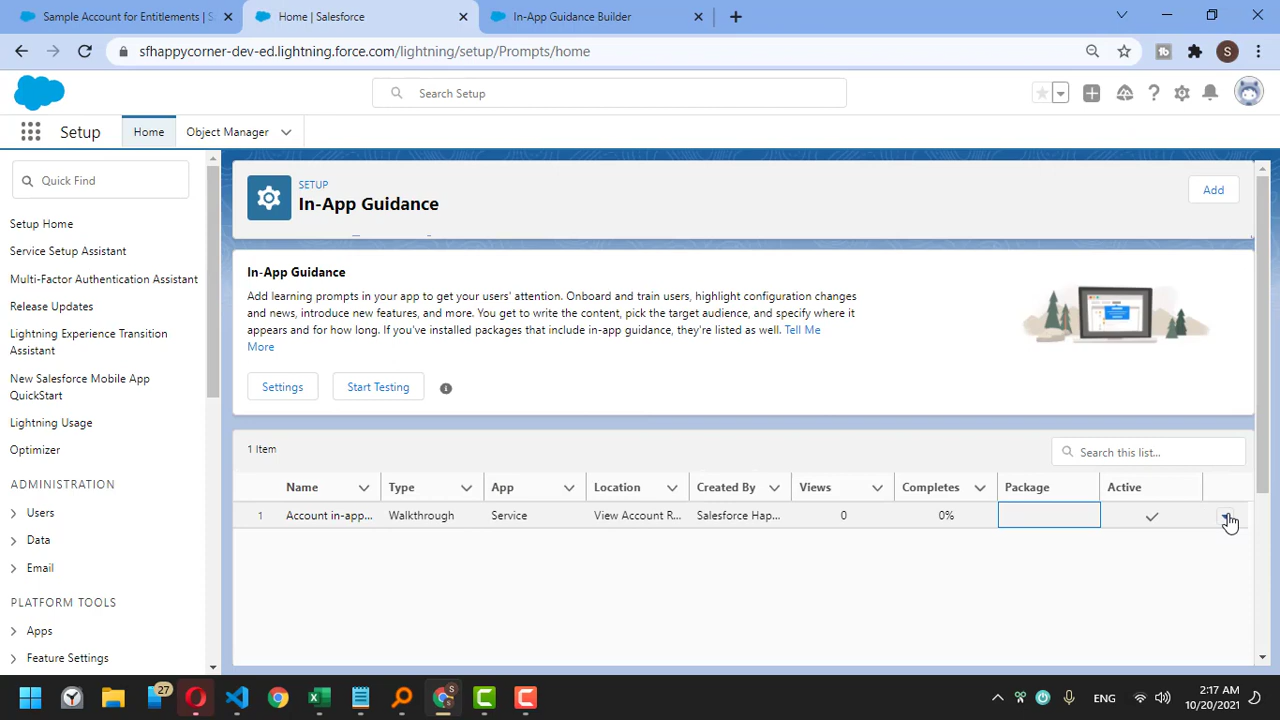 Sample Account for Entitlements | S
Home | Salesforce
In-App Guidance Builder
sfhappycorner-dev-ed.lightning.force.com/lightning/setup/Prompts/home
S
Search Setup
Setup
Home
Object Manager
Quick Find
Setup Home
Service Setup Assistant
Multi-Factor Authentication Assistant
Release Updates
Lightning Experience Transition
Assistant
New Salesforce Mobile App
QuickStart
Lightning Usage
Optimizer
ADMINISTRATION
Users
Data
Email
PLATFORM TOOLS
Apps
Feature Settings
SETUP
In-App Guidance
Add
In-App Guidance
Add learning prompts in your app to get your users' attention. Onboard and train users, highlight configuration changes
and news, introduce new features, and more. You get to write the content, pick the target audience, and specify where it
appears and for how long. If you've installed packages that include in-app guidance, they're listed as well. Tell Me
More
Settings
Start Testing
1 Item
Search this list...
Name
Type
App
Location
Created By
Views
Completes
Package
Active
1
Account in-app...
Walkthrough
Service
View Account R...
Salesforce Hap...
0
0%
27
S
ENG
2:17 AM
10/20/2021